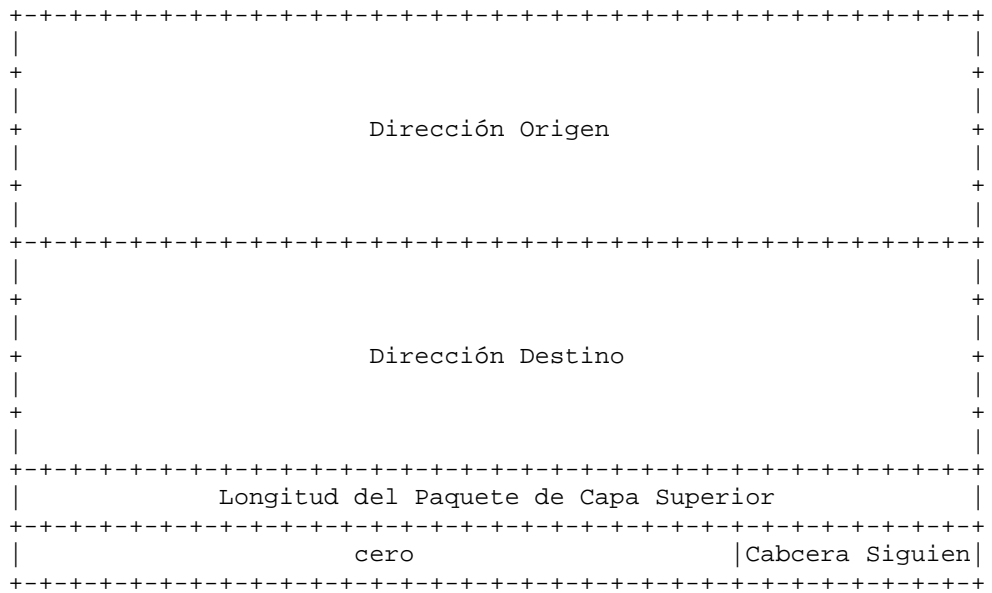 Dirección Origen
Dirección Destino
Longitud del Paquete de Capa Superior
cero
Cabcera Siguien